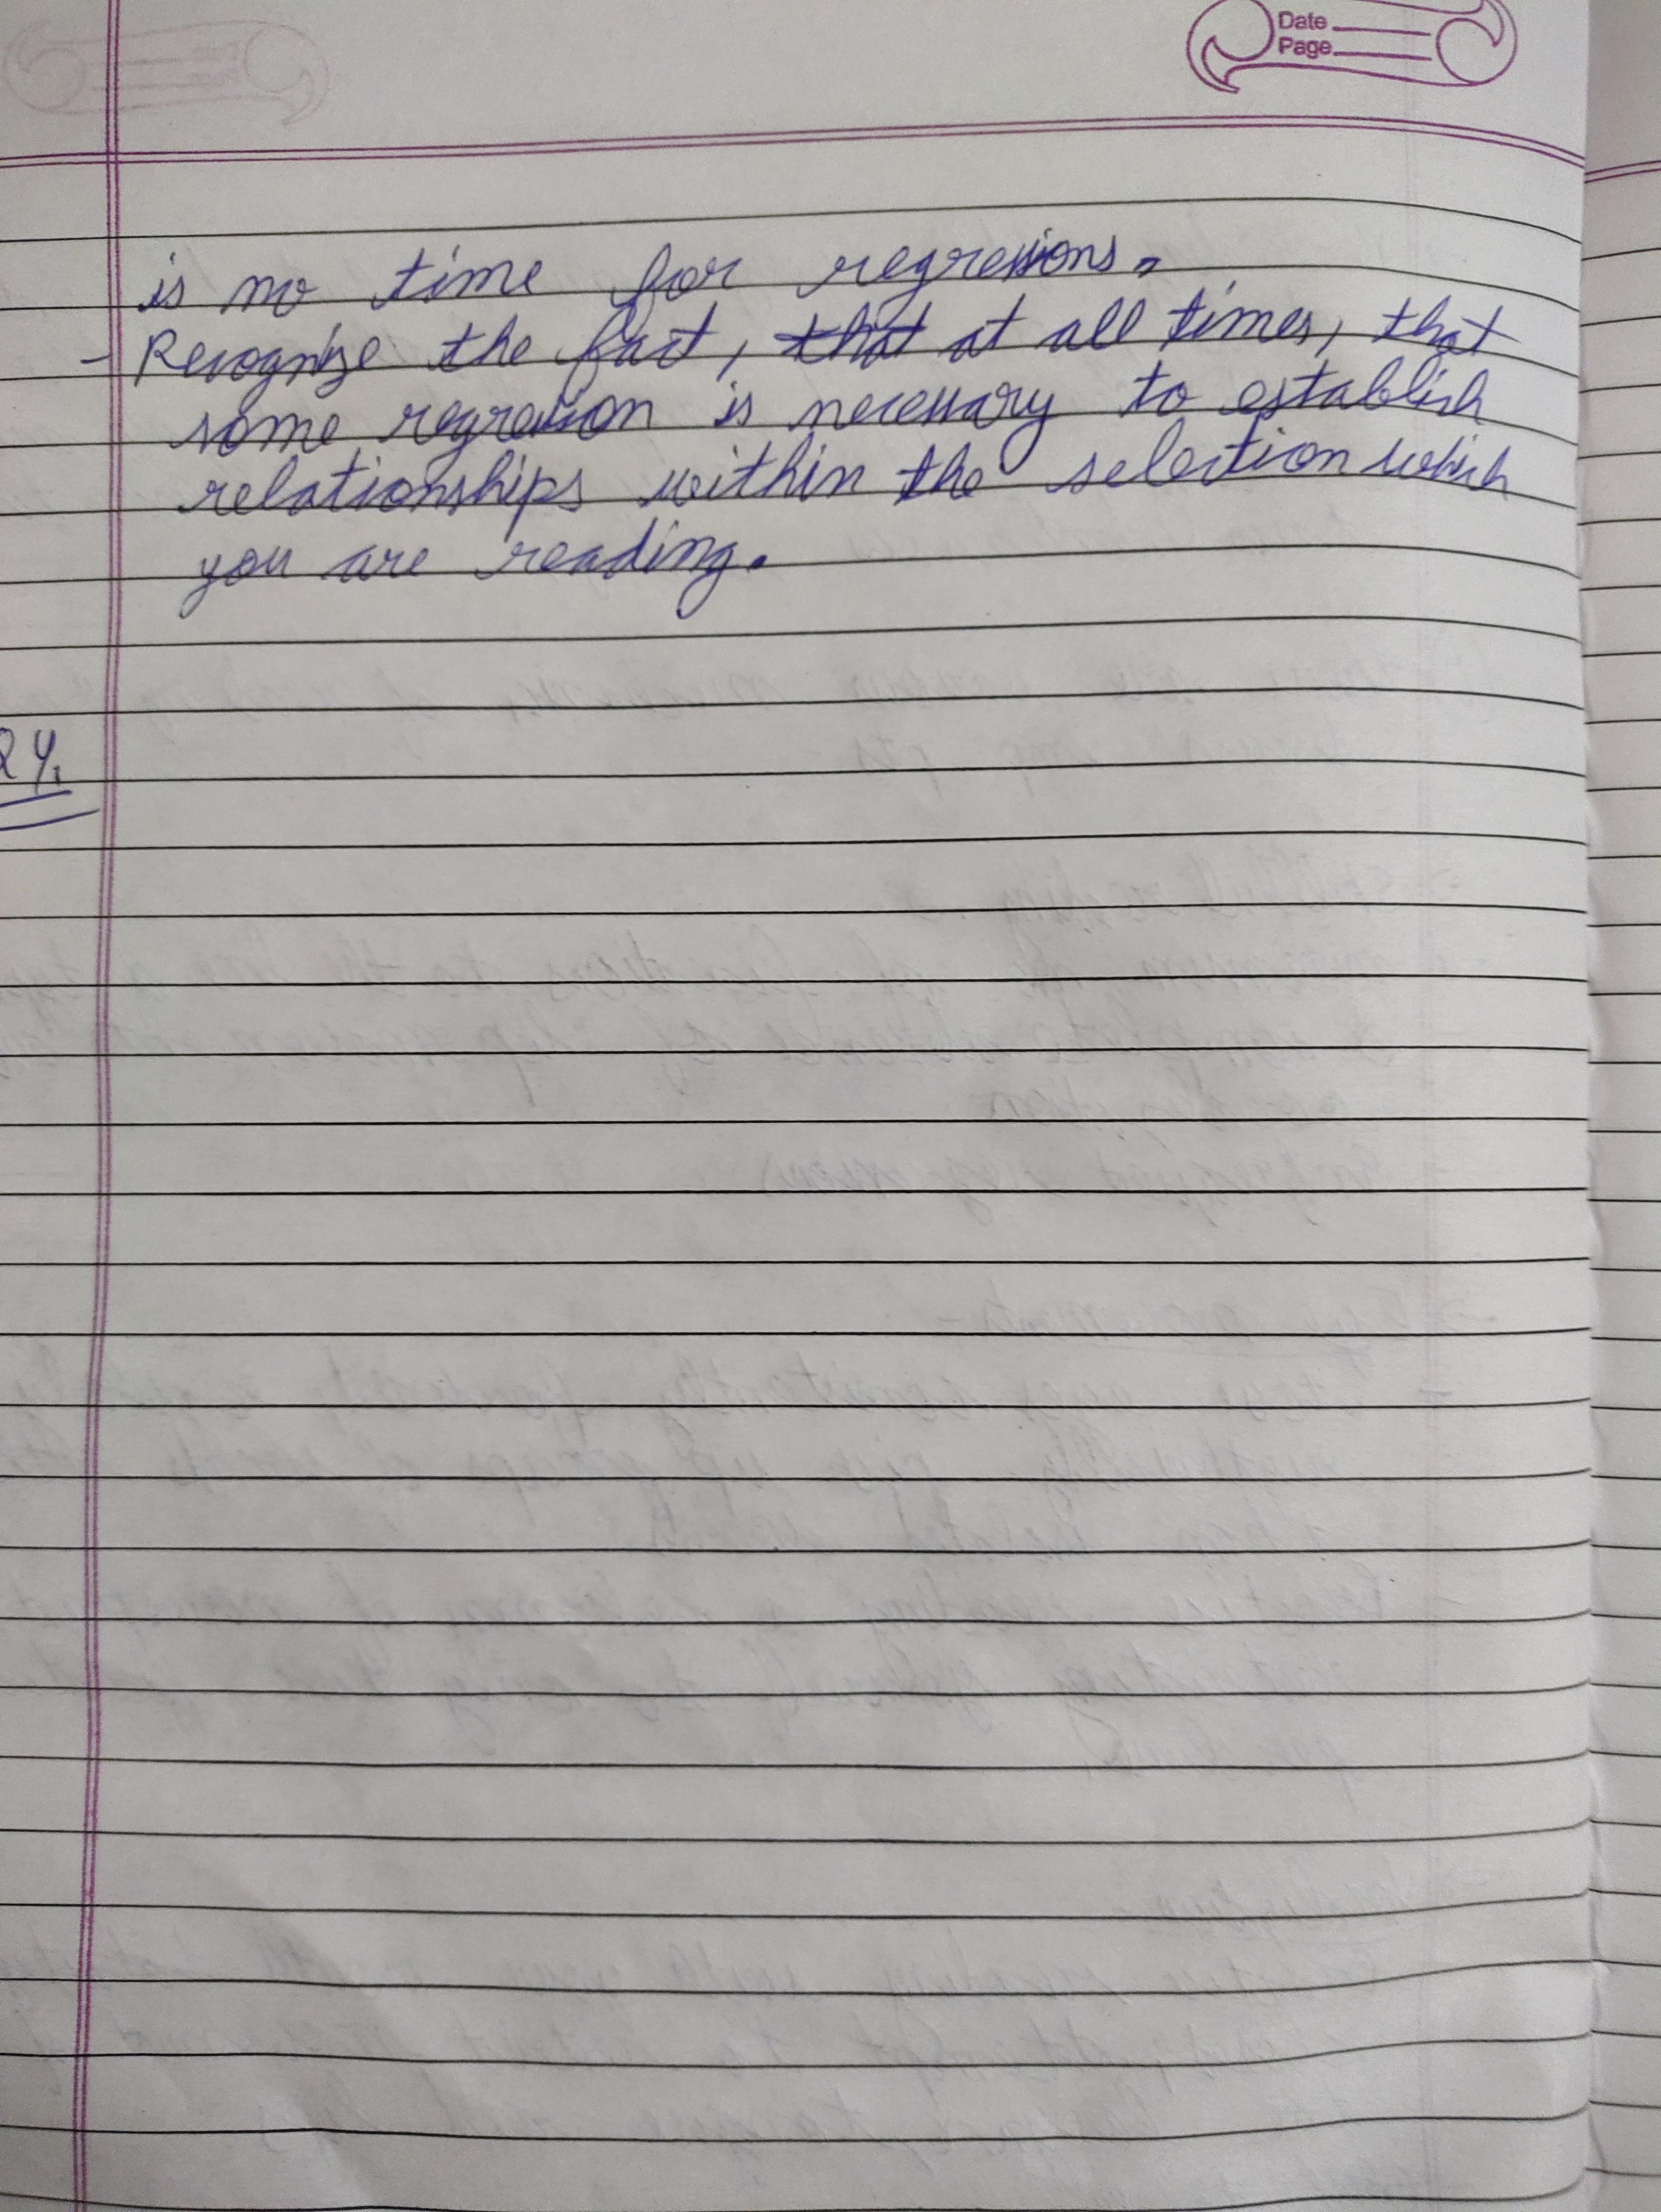 Date
Page
is no time for regressions.
- Recognize the fact, that at all times, that
some regression is necessary to establish
relationships within the selection which
you are reading.
Q4.